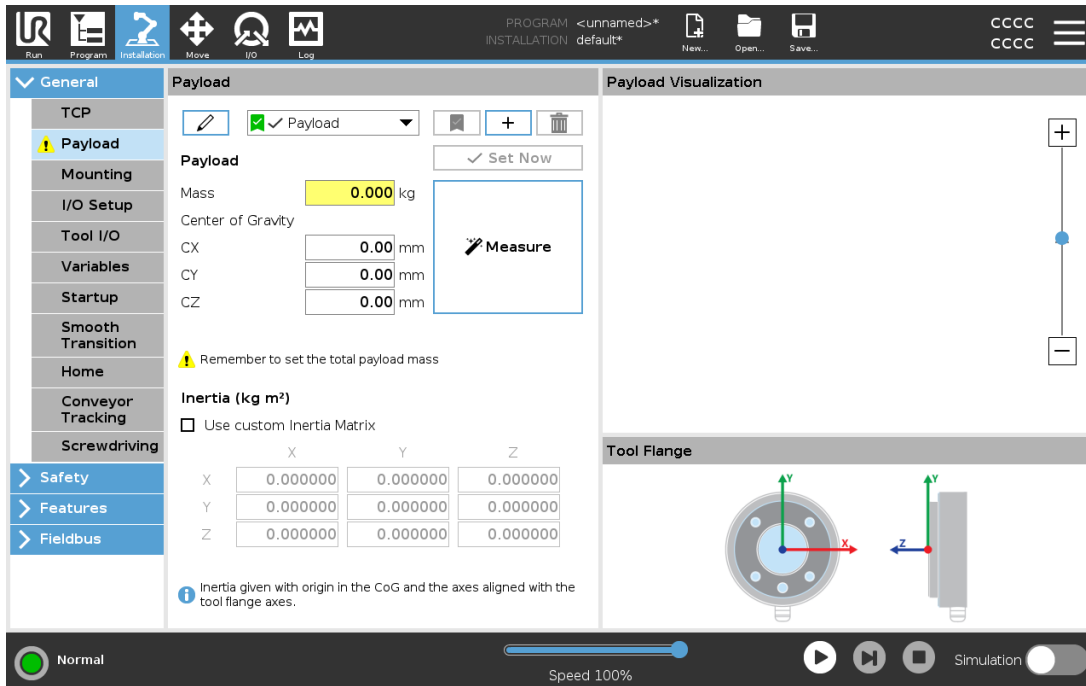 PROGRAM <unnamed>*
INSTALLATION default*
CCCC
CCCC
Run Program Installation Move I/O Log New... Open... Save...
General
TCP
Payload
Mounting
I/O Setup
Tool I/O
Variables
Startup
Smooth
Transition
Home
Conveyor
Tracking
Screwdriving
Safety
Features
Fieldbus
Payload
Payload
Payload
Set Now
Mass 0.000 kg
Center of Gravity
CX 0.00 mm
CY 0.00 mm
CZ 0.00 mm
Measure
Remember to set the total payload mass
Inertia (kg m²)
Use custom Inertia Matrix
X Y Z
X 0.000000 0.000000 0.000000
Y 0.000000 0.000000 0.000000
Z 0.000000 0.000000 0.000000
Inertia given with origin in the CoG and the axes aligned with the
tool flange axes.
Payload Visualization
Tool Flange
Y
X
Y
Z
Normal
Speed 100%
Simulation